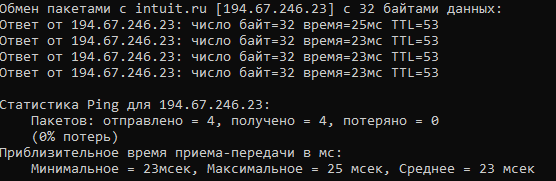 Обмен пакетами с intuit.ru [194.67.246.23] с 32 байтами данных:
Ответ от 194.67.246.23: число байт=32 время=25мс TTL=53
Ответ от 194.67.246.23: число байт=32 время=23мс TTL=53
Ответ от 194.67.246.23: число байт=32 время=23мс TTL=53
Ответ от 194.67.246.23: число байт=32 время=23мс TTL=53
Статистика Ping для 194.67.246.23:
Пакетов: отправлено = 4, получено = 4, потеряно = 0
(0% потерь)
Приблизительное время приема-передачи в мс:
Минимальное = 23мсек, Максимальное = 25 мсек, Среднее = 23 мсек